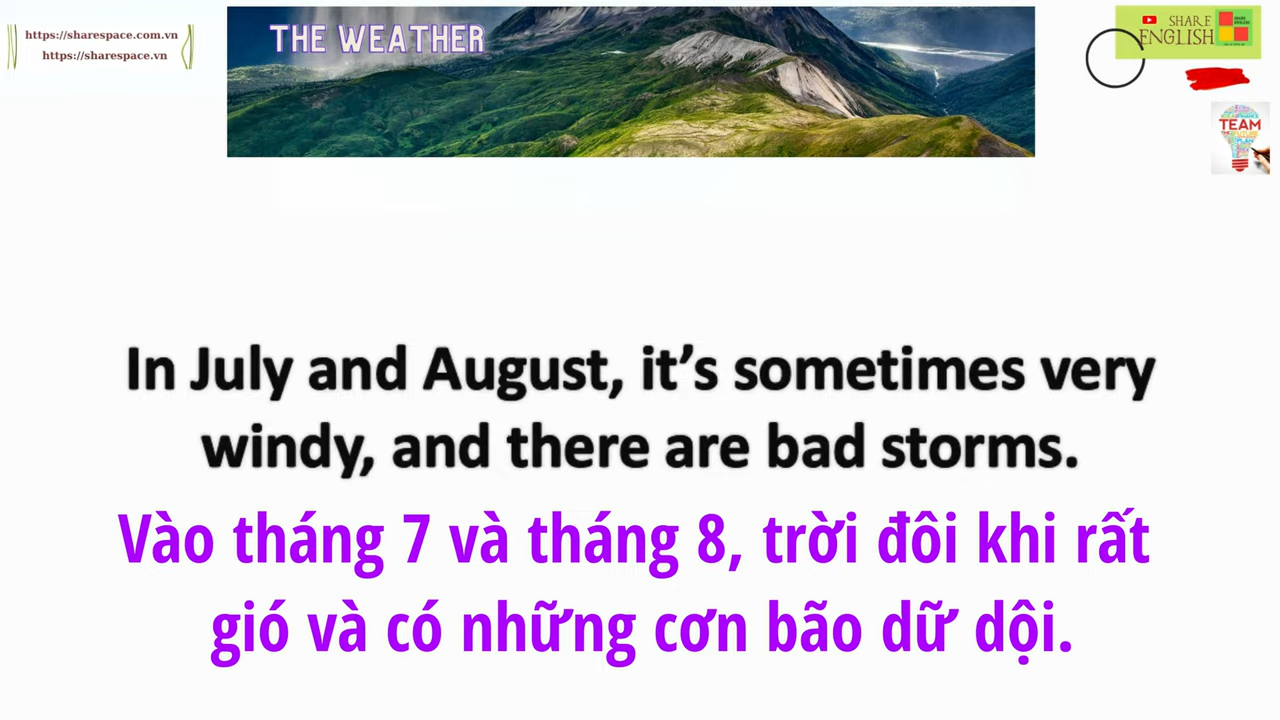 https://sharespace.com.vn
https://sharespace.vn
THE WEATHER
SHARE
ENGLISH
TEAM
PLAN
In July and August, it’s sometimes very
windy, and there are bad storms.
Vào tháng 7 và tháng 8, trời đôi khi rất
gió và có những cơn bão dữ dội.